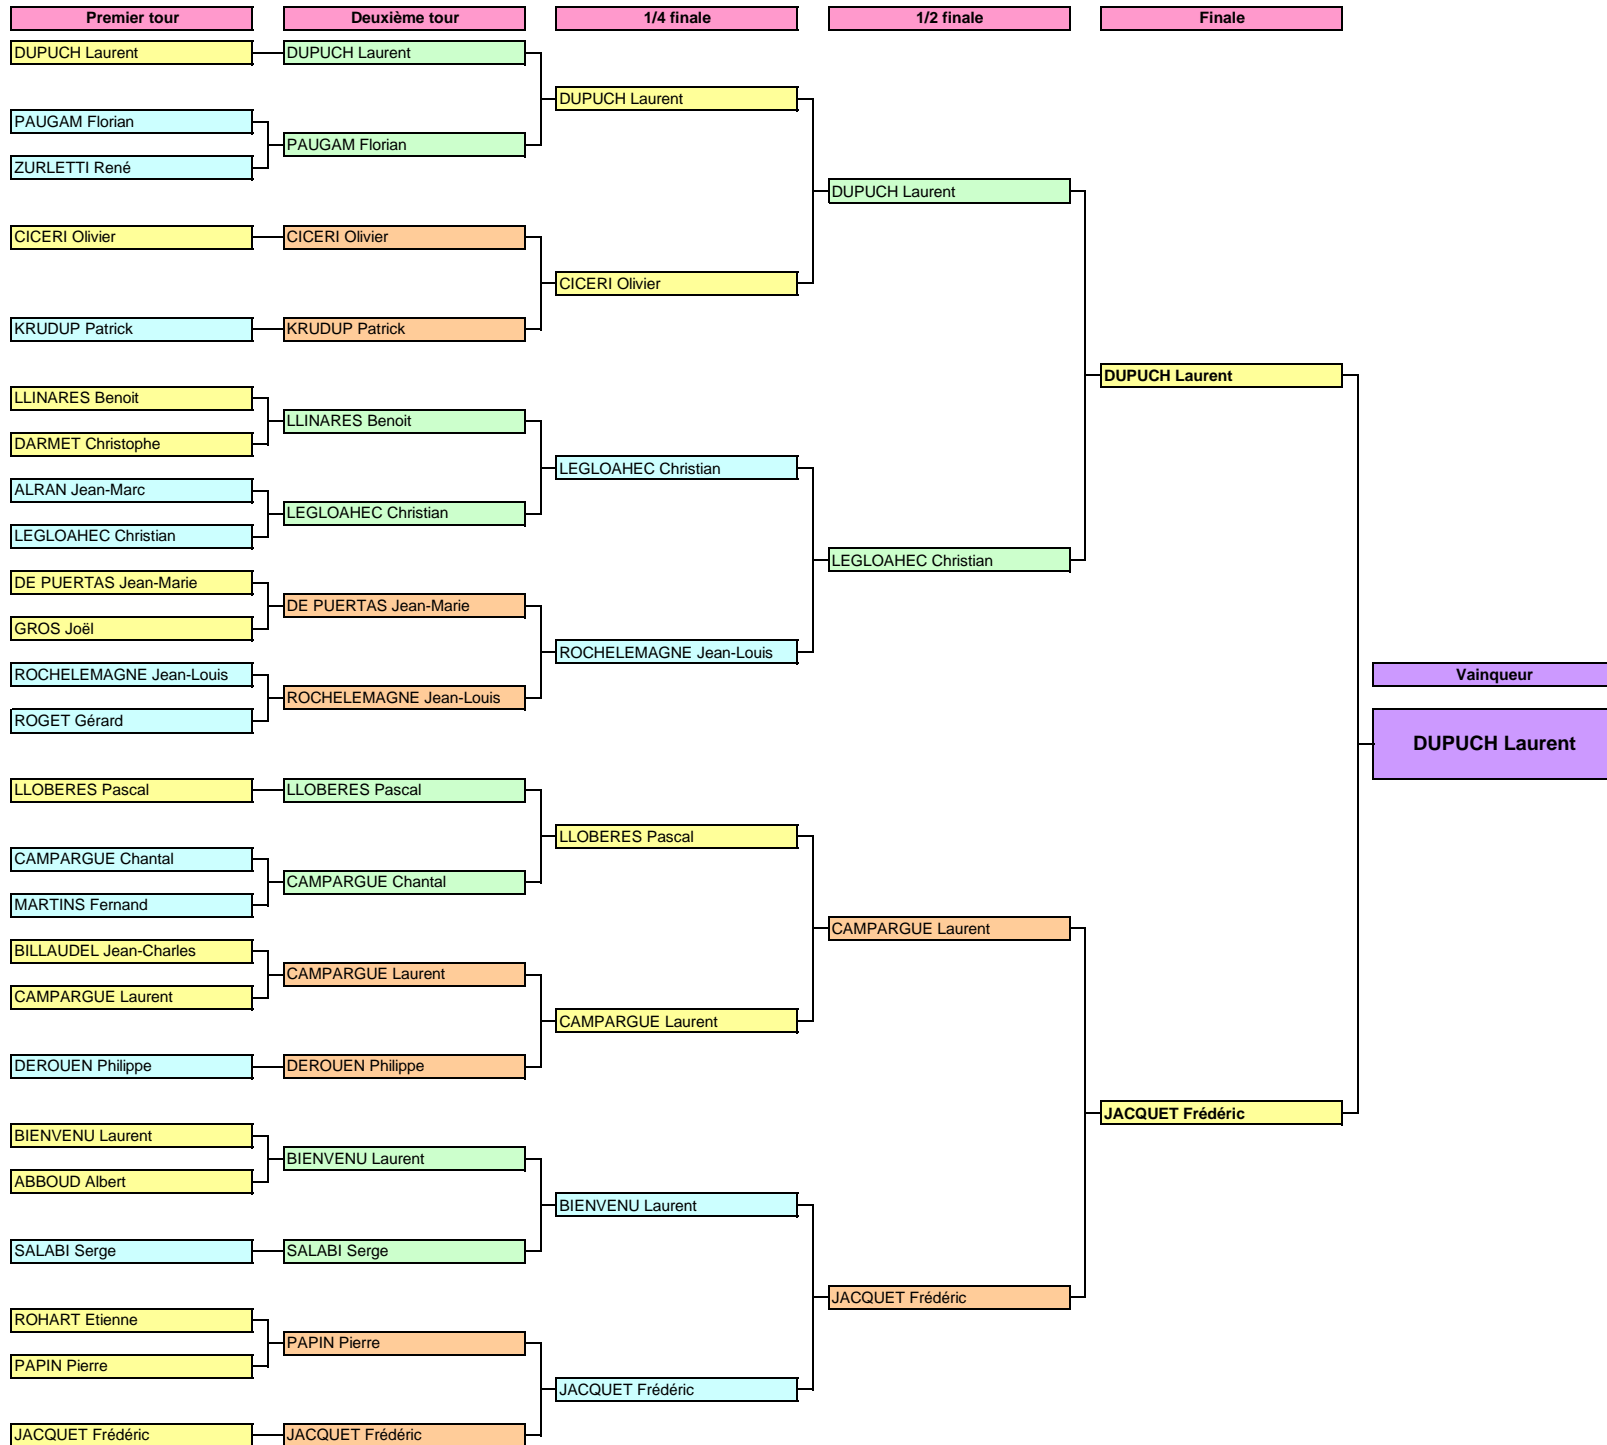 Premier tour
Deuxième tour
1/4 finale
1/2 finale
Finale
DUPUCH Laurent
DUPUCH Laurent
DUPUCH Laurent
PAUGAM Florian
PAUGAM Florian
ZURLETTI René
DUPUCH Laurent
CICERI Olivier
CICERI Olivier
CICERI Olivier
KRUDUP Patrick
KRUDUP Patrick
DUPUCH Laurent
LLINARES Benoit
LLINARES Benoit
DARMET Christophe
LEGLOAHEC Christian
ALRAN Jean-Marc
LEGLOAHEC Christian
LEGLOAHEC Christian
LEGLOAHEC Christian
DE PUERTAS Jean-Marie
DE PUERTAS Jean-Marie
GROS Joël
ROCHELEMAGNE Jean-Louis
ROCHELEMAGNE Jean-Louis
Vainqueur
ROCHELEMAGNE Jean-Louis
ROGET Gérard
DUPUCH Laurent
LLOBERES Pascal
LLOBERES Pascal
LLOBERES Pascal
CAMPARGUE Chantal
CAMPARGUE Chantal
MARTINS Fernand
CAMPARGUE Laurent
BILLAUDEL Jean-Charles
CAMPARGUE Laurent
CAMPARGUE Laurent
CAMPARGUE Laurent
DEROUEN Philippe
DEROUEN Philippe
JACQUET Frédéric
BIENVENU Laurent
BIENVENU Laurent
ABBOUD Albert
BIENVENU Laurent
SALABI Serge
SALABI Serge
JACQUET Frédéric
ROHART Etienne
PAPIN Pierre
PAPIN Pierre
JACQUET Frédéric
JACQUET Frédéric
JACQUET Frédéric